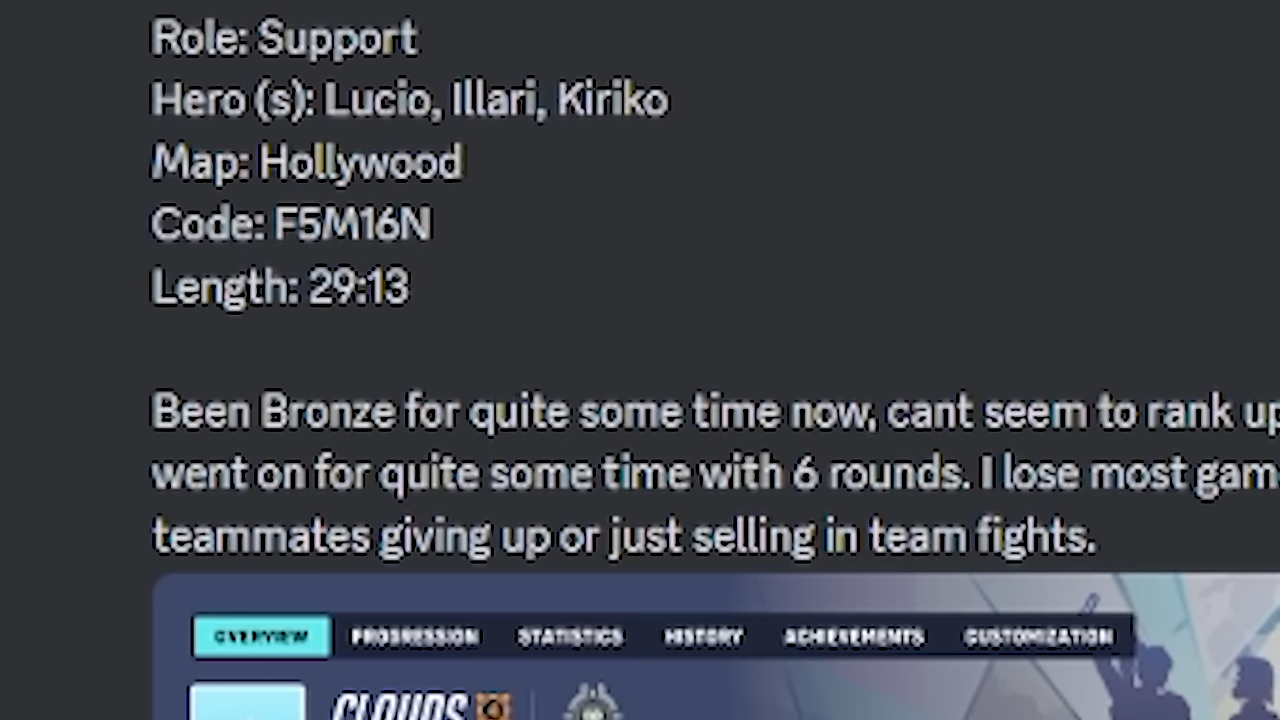 Role: Support
Hero (s): Lucio, Illari, Kiriko
Map: Hollywood
Code: F5M16N
Length: 29:13
Been Bronze for quite some time now, cant seem to rank up
went on for quite some time with 6 rounds. I lose most gam
teammates giving up or just selling in team fights.
OVERVIEW PROGRESSION STATISTICS HISTORY ACHIEVEMENTS CUSTOMIZATION
CLOUDS